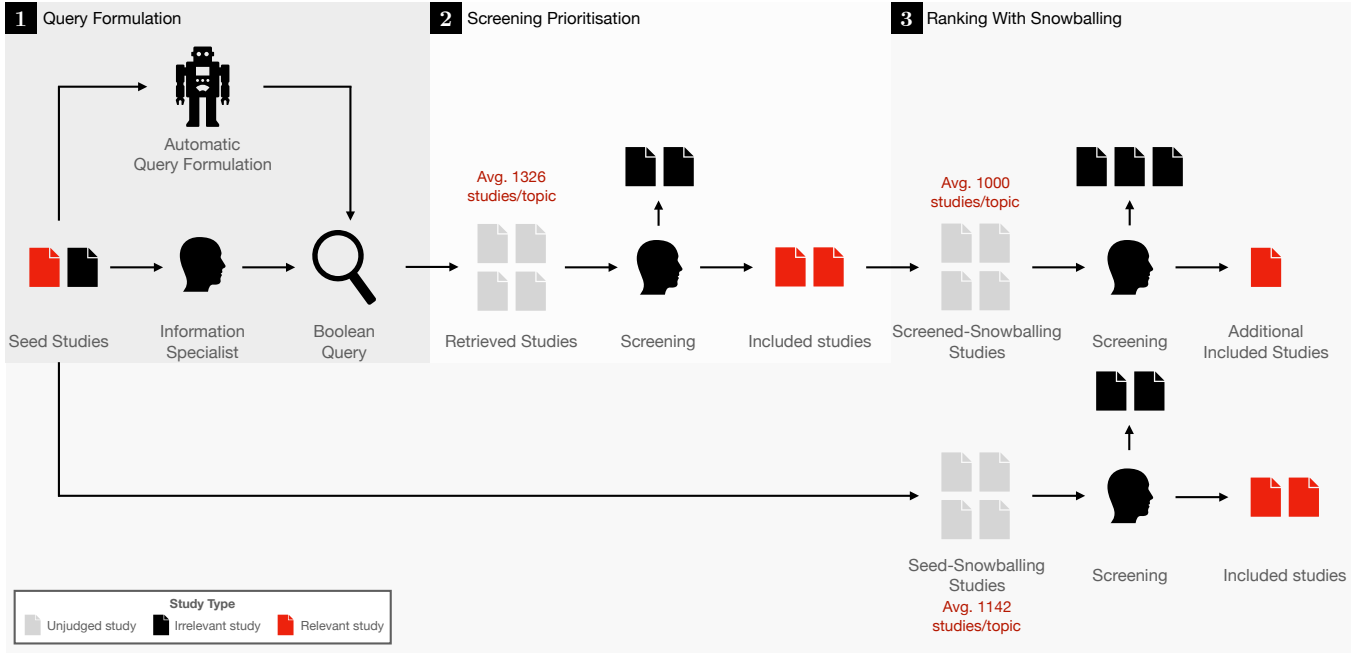 1 Query Formulation
Automatic
Query Formulation
Seed Studies
Information
Specialist
Boolean
Query
2 Screening Prioritisation
Avg. 1326
studies/topic
Retrieved Studies
Screening
Included studies
3 Ranking With Snowballing
Avg. 1000
studies/topic
Screened-Snowballing
Studies
Screening
Additional
Included Studies
Seed-Snowballing
Studies
Avg. 1142
studies/topic
Screening
Included studies
Study Type
Unjudged study Irrelevant study Relevant study